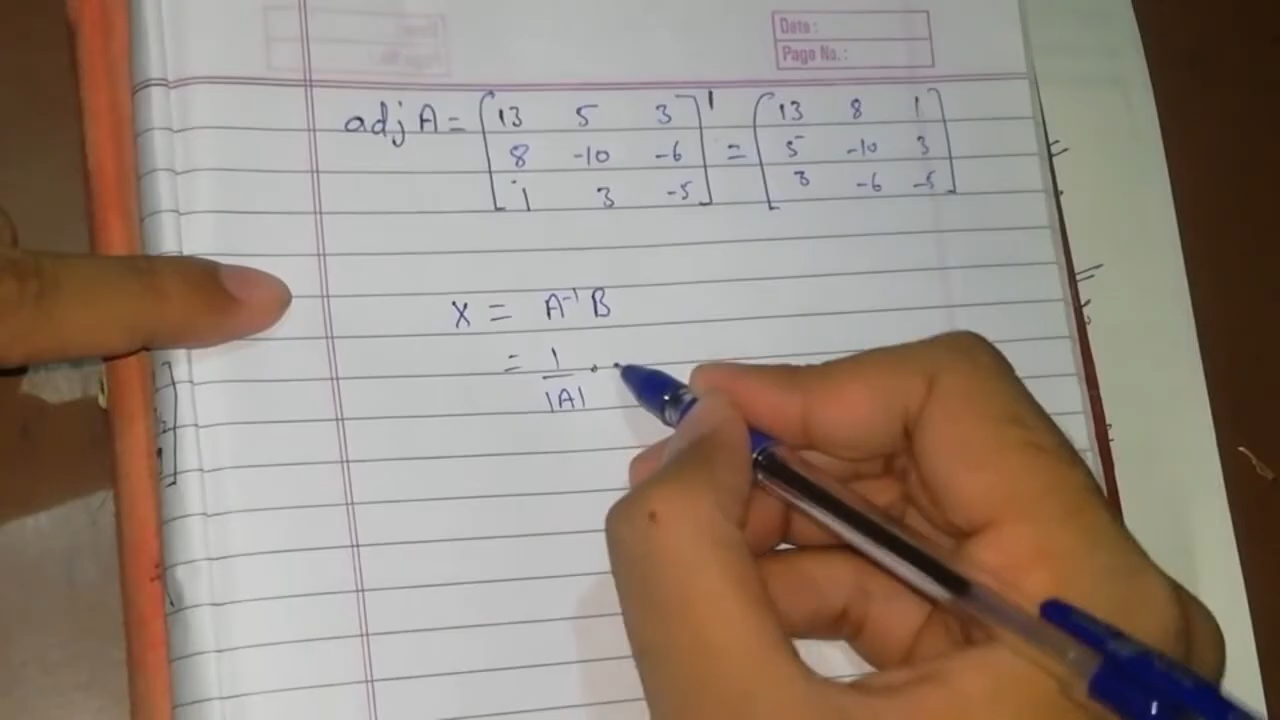 Date :
Page No. :
adj A = [13 5 3]' = [13 8 1]
[8 -10 -6] [5 -10 3]
[1 3 -5] [3 -6 -5]
X = A⁻¹ B
= 1/|A| .